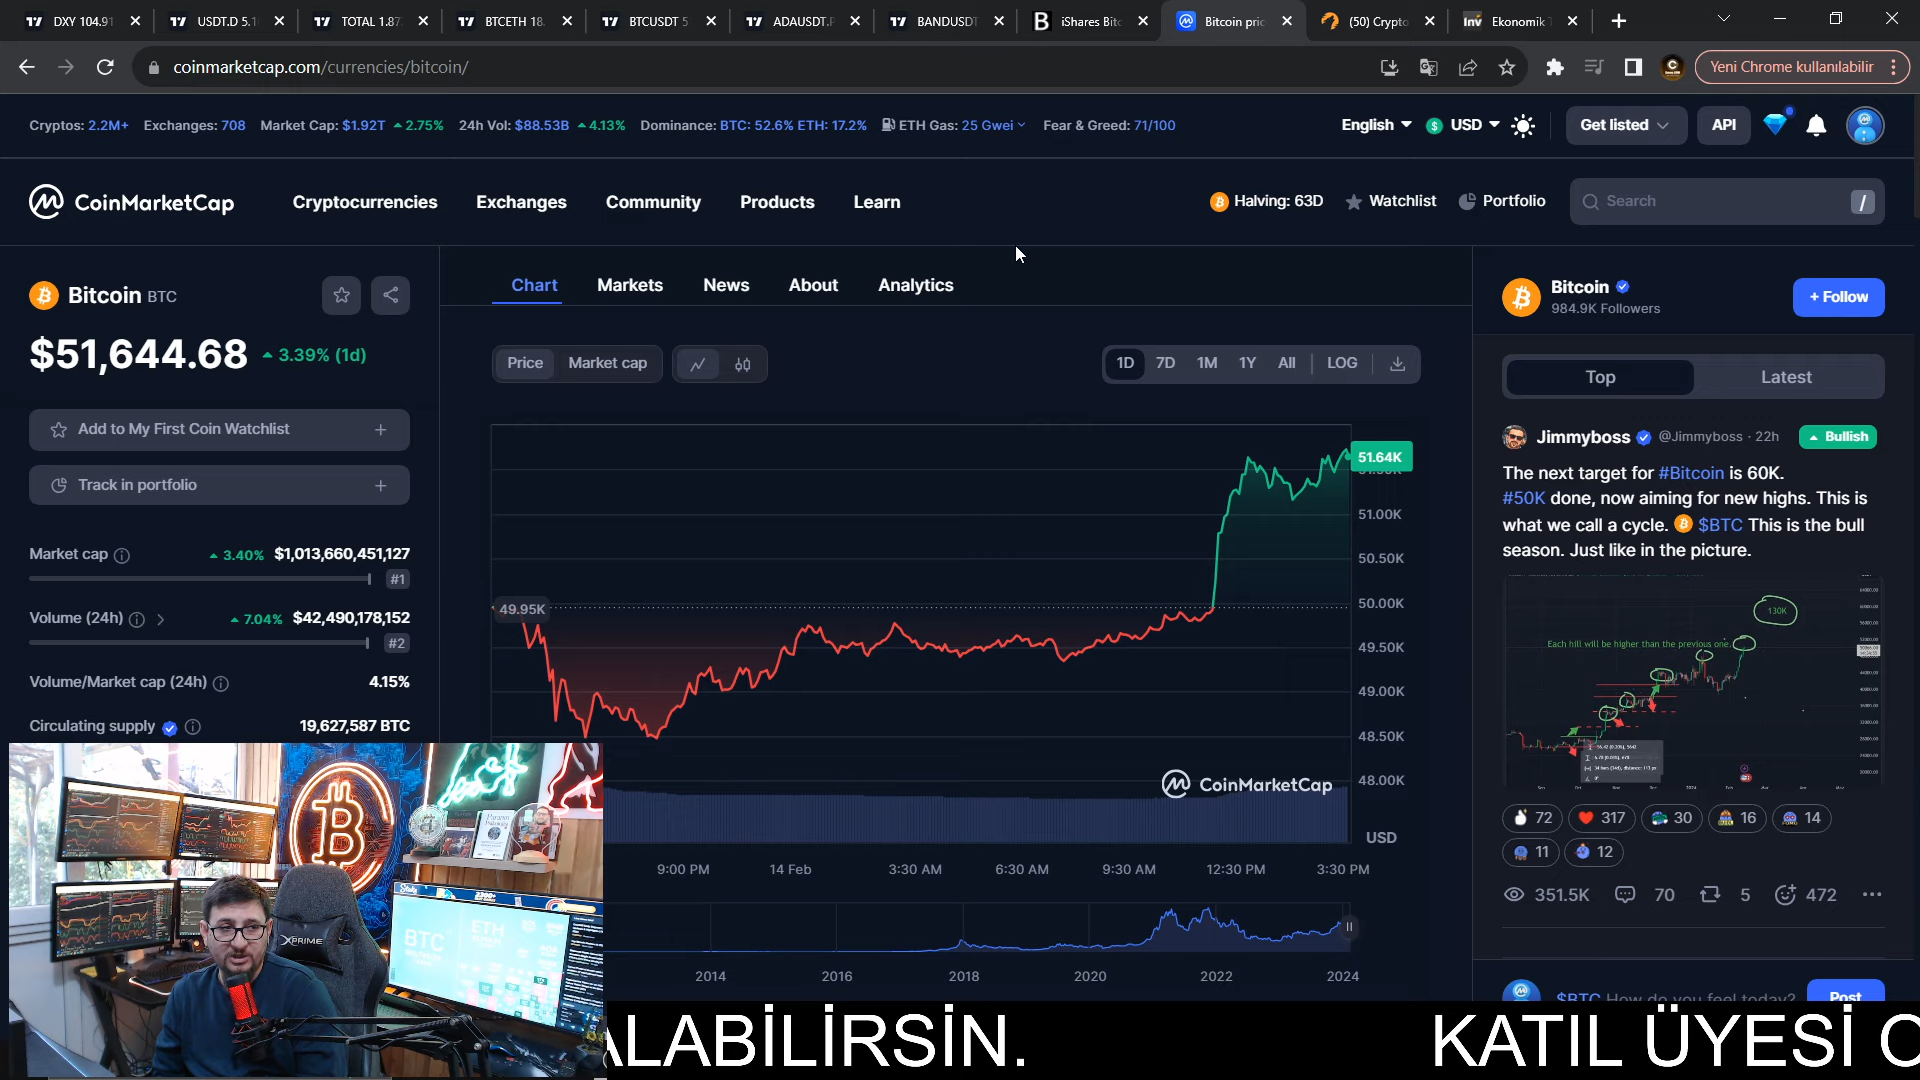 DXY 104.91
USDT.D 5.1
TOTAL 1.87
BTCETH 18.
BTCUSDT 5
ADAUSDT.P
BANDUSDT
iShares Bitc
Bitcoin pric
(50) Crypto
Inv Ekonomik T
coinmarketcap.com/currencies/bitcoin/
Yeni Chrome kullanılabilir
Cryptos: 2.2M+ Exchanges: 708 Market Cap: $1.92T 2.75% 24h Vol: $88.53B 4.13% Dominance: BTC: 52.6% ETH: 17.2% ETH Gas: 25 Gwei Fear & Greed: 71/100
English USD Get listed API
CoinMarketCap
Cryptocurrencies Exchanges Community Products Learn
Halving: 63D Watchlist Portfolio Search /
Bitcoin BTC
$51,644.68 3.39% (1d)
Add to My First Coin Watchlist +
Track in portfolio +
Market cap 3.40% $1,013,660,451,127
#1
Volume (24h) 7.04% $42,490,178,152
#2
Volume/Market cap (24h) 4.15%
Circulating supply 19,627,587 BTC
Chart Markets News About Analytics
Price Market cap
1D 7D 1M 1Y All LOG
51.64K
51.00K
50.50K
50.00K
49.95K
49.50K
49.00K
48.50K
48.00K
CoinMarketCap
USD
9:00 PM 14 Feb 3:30 AM 6:30 AM 9:30 AM 12:30 PM 3:30 PM
2014 2016 2018 2020 2022 2024
Bitcoin
984.9K Followers
+ Follow
Top Latest
Jimmyboss @Jimmyboss · 22h Bullish
The next target for #Bitcoin is 60K.
#50K done, now aiming for new highs. This is
what we call a cycle. $BTC This is the bull
season. Just like in the picture.
130K
Each hill will be higher than the previous one.
72 317 30 16 14
11 12
351.5K 70 5 472
$BTC How do you feel today?
Post
XPRIME
BTC
ETH
ALABİLİRSİN. KATIL ÜYESİ O